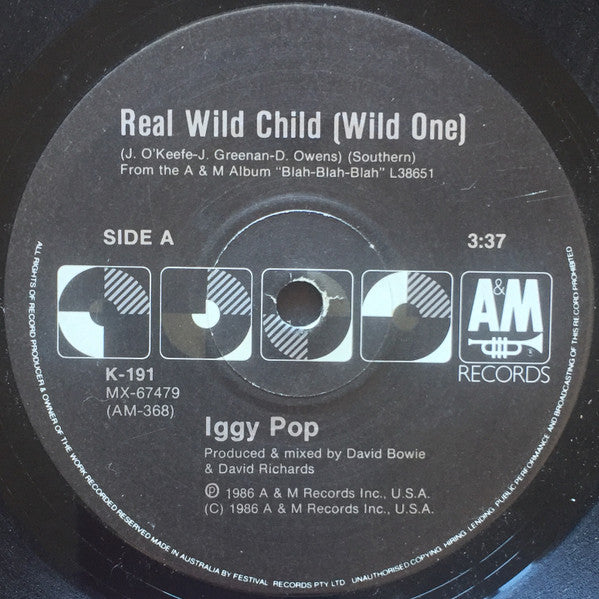 Real Wild Child (Wild One)
(J. O'Keefe-J. Greenan-D. Owens) (Southern)
From the A & M Album "Blah-Blah-Blah" L38651
SIDE A
3:37
A&M
RECORDS
K-191
MX-67479
(AM-368)
Iggy Pop
Produced & mixed by David Bowie
& David Richards
℗ 1986 A & M Records Inc., U.S.A.
(C) 1986 A & M Records Inc., U.S.A.
ALL RIGHTS OF RECORD PRODUCER & OWNER OF THE WORK RECORDED RESERVED MADE IN AUSTRALIA BY FESTIVAL RECORDS PTY LTD UNAUTHORISED COPYING, HIRING, LENDING, PUBLIC PERFORMANCE AND BROADCASTING OF THIS RECORD PROHIBITED